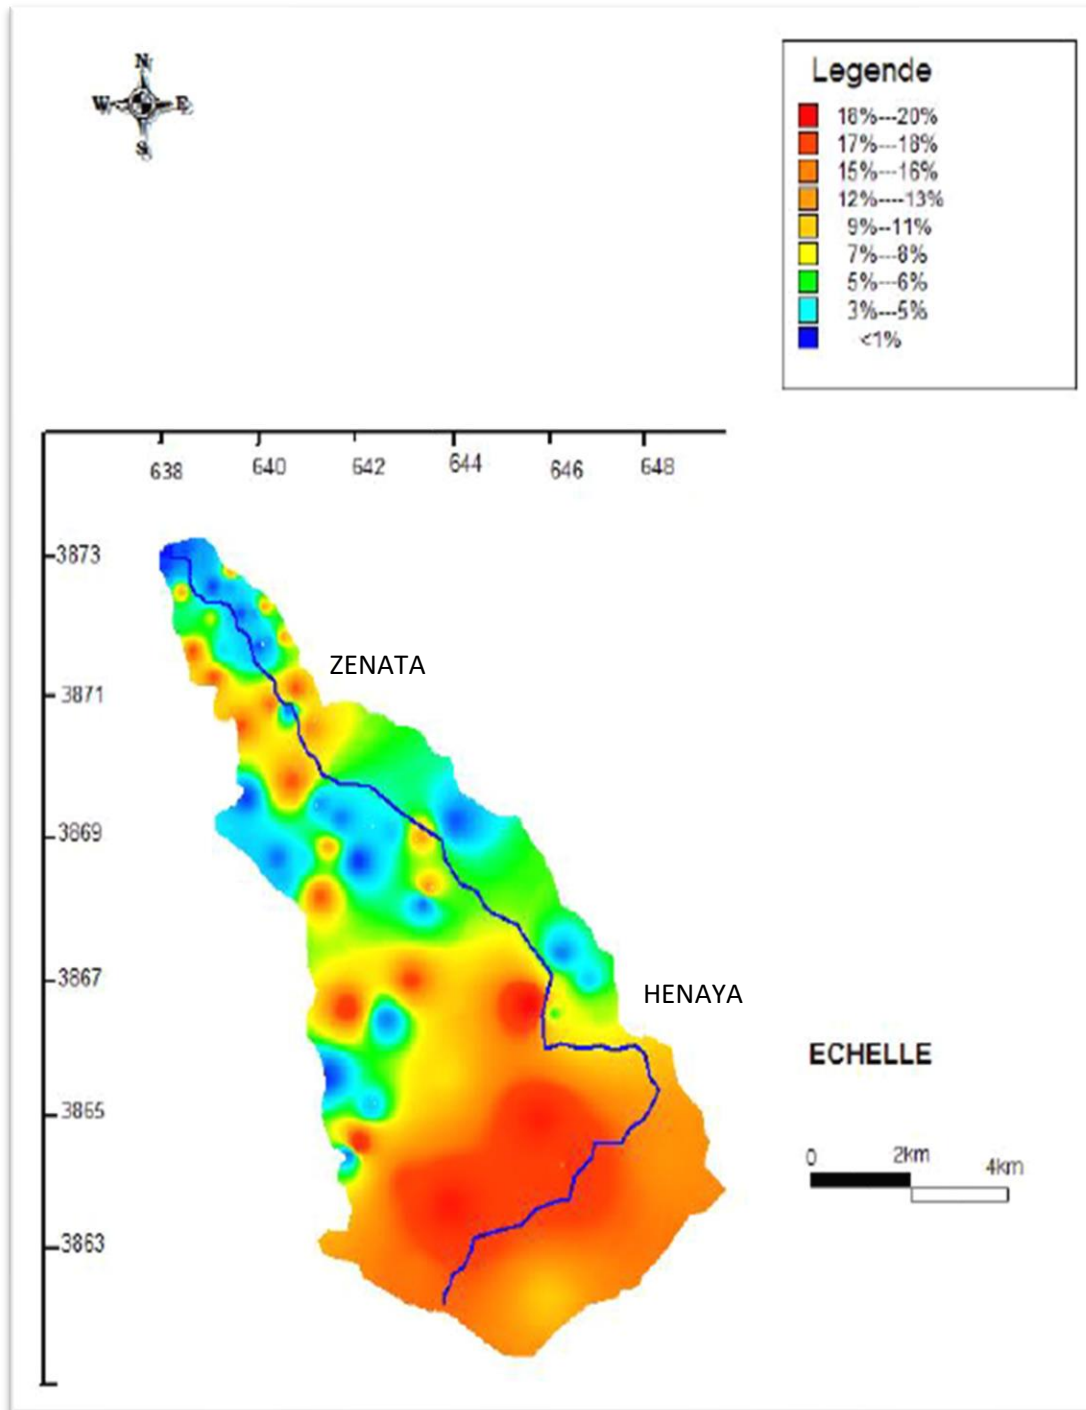 N
W E
S
Legende
18%---20%
17%---18%
15%---16%
12%----13%
9%--11%
7%---8%
5%---6%
3%---5%
<1%
638 640 642 644 646 648
3873
ZENATA
3871
3869
3867
HENAYA
ECHELLE
3865
0 2km 4km
3863